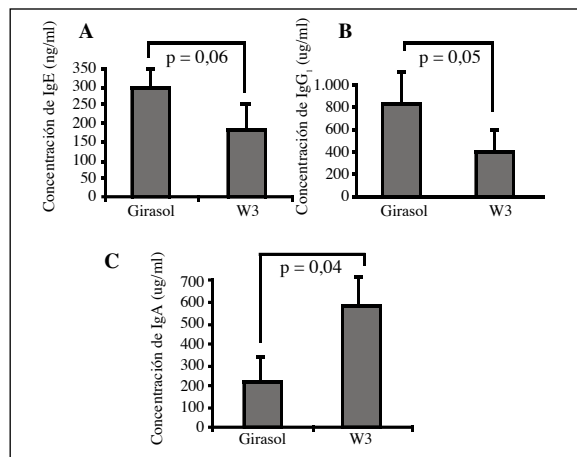 A
Concentración de IgE (ng/ml)
p = 0,06
350
300
250
200
150
100
50
0
Girasol
W3
B
Concentración de IgG1 (ug/ml)
p = 0,05
1.000
800
600
400
200
0
Girasol
W3
C
Concentración de IgA (ug/ml)
p = 0,04
700
600
500
400
300
200
100
00
Girasol
W3